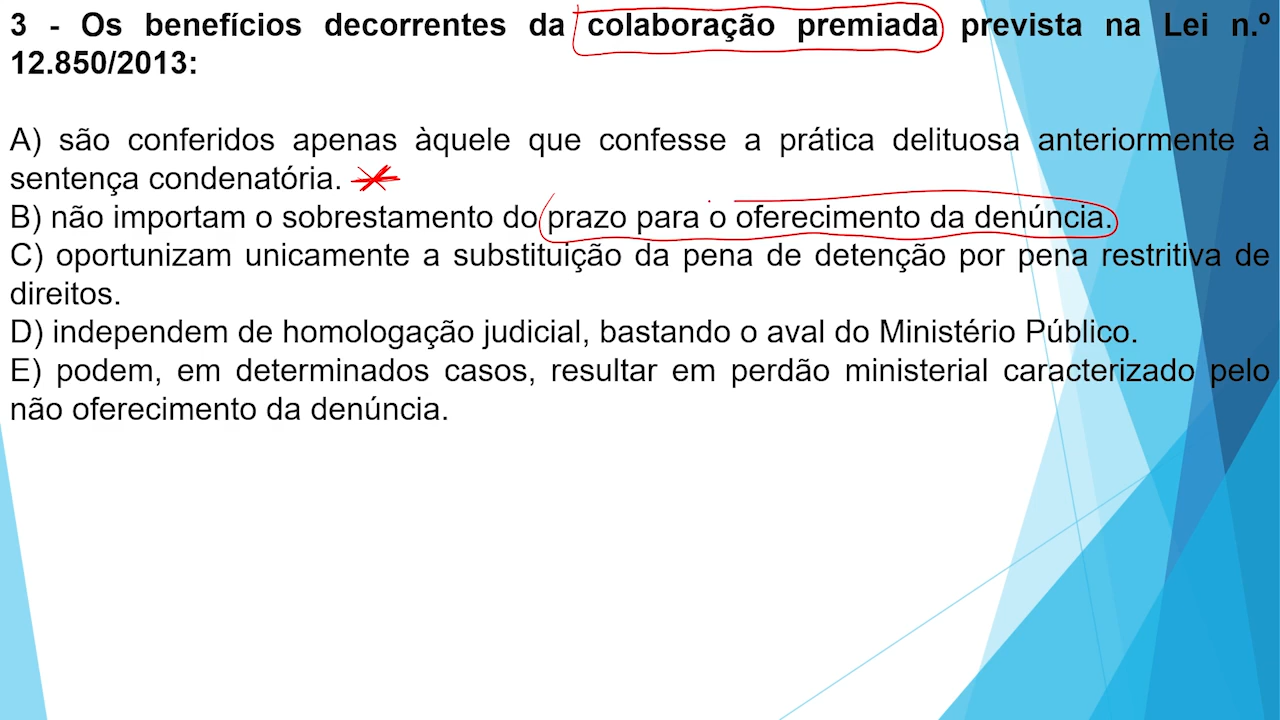 3 - Os benefícios decorrentes da colaboração premiada prevista na Lei n.º
12.850/2013:
A) são conferidos apenas àquele que confesse a prática delituosa anteriormente à
sentença condenatória.
B) não importam o sobrestamento do prazo para o oferecimento da denúncia.
C) oportunizam unicamente a substituição da pena de detenção por pena restritiva de
direitos.
D) independem de homologação judicial, bastando o aval do Ministério Público.
E) podem, em determinados casos, resultar em perdão ministerial caracterizado pelo
não oferecimento da denúncia.